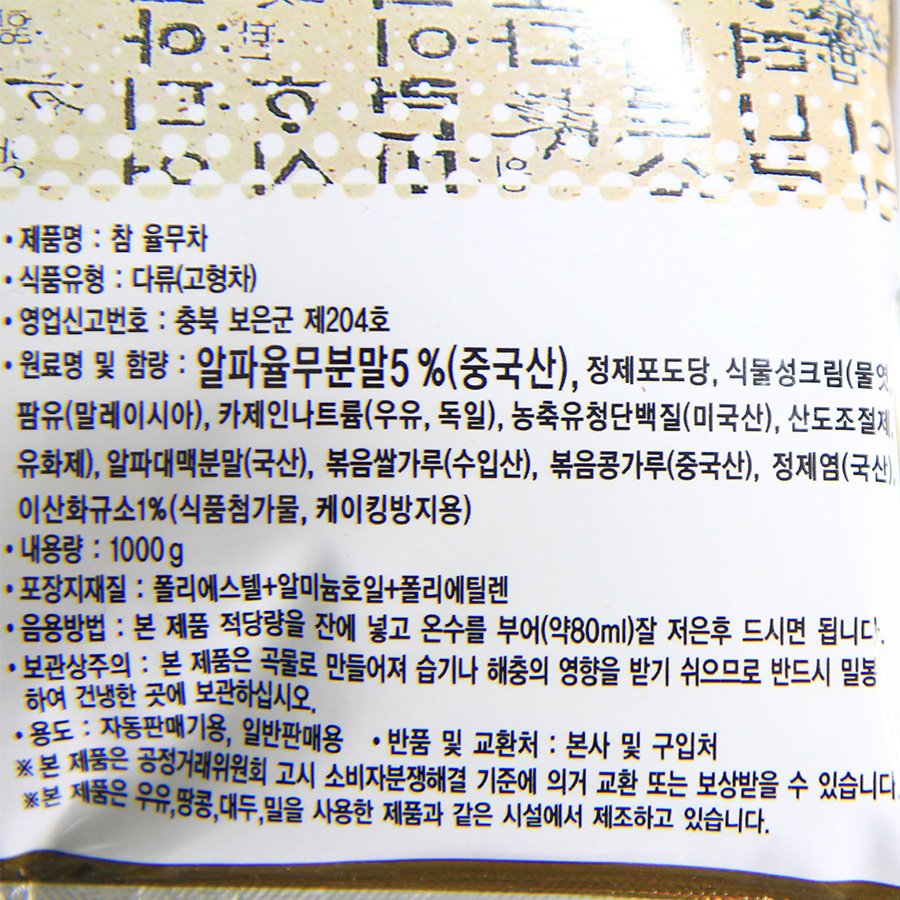 • 제품명 : 참 율무차
• 식품유형 : 다류(고형차)
• 영업신고번호 : 충북 보은군 제204호
• 원료명 및 함량 : 알파율무분말5%(중국산), 정제포도당, 식물성크림(물엿,
팜유(말레이시아), 카제인나트륨(우유, 독일), 농축유청단백질(미국산), 산도조절제,
유화제), 알파대맥분말(국산), 볶음쌀가루(수입산), 볶음콩가루(중국산), 정제염(국산),
이산화규소1%(식품첨가물, 케이킹방지용)
• 내용량 : 1000g
• 포장지재질 : 폴리에스텔+알미늄호일+폴리에틸렌
• 음용방법 : 본 제품 적당량을 잔에 넣고 온수를 부어(약80ml)잘 저은후 드시면 됩니다.
• 보관상주의 : 본 제품은 곡물로 만들어져 습기나 해충의 영향을 받기 쉬으므로 반드시 밀봉
하여 건냉한 곳에 보관하십시오.
• 용도 : 자동판매기용, 일반판매용 • 반품 및 교환처 : 본사 및 구입처
※본 제품은 공정거래위원회 고시 소비자분쟁해결 기준에 의거 교환 또는 보상받을 수 있습니다
※본 제품은 우유,땅콩,대두,밀을 사용한 제품과 같은 시설에서 제조하고 있습니다.